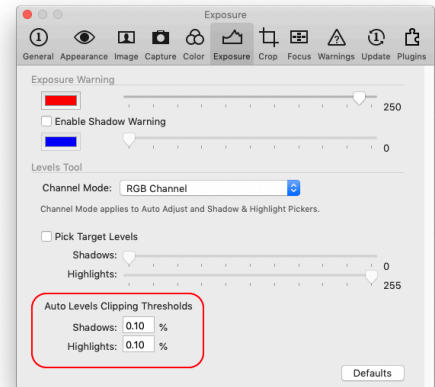 Exposure
General Appearance Image Capture Color Exposure Crop Focus Warnings Update Plugins
Exposure Warning
250
Enable Shadow Warning
0
Levels Tool
Channel Mode: RGB Channel
Channel Mode applies to Auto Adjust and Shadow & Highlight Pickers.
Pick Target Levels
Shadows:
0
Highlights:
255
Auto Levels Clipping Thresholds
Shadows: 0.10 %
Highlights: 0.10 %
Defaults